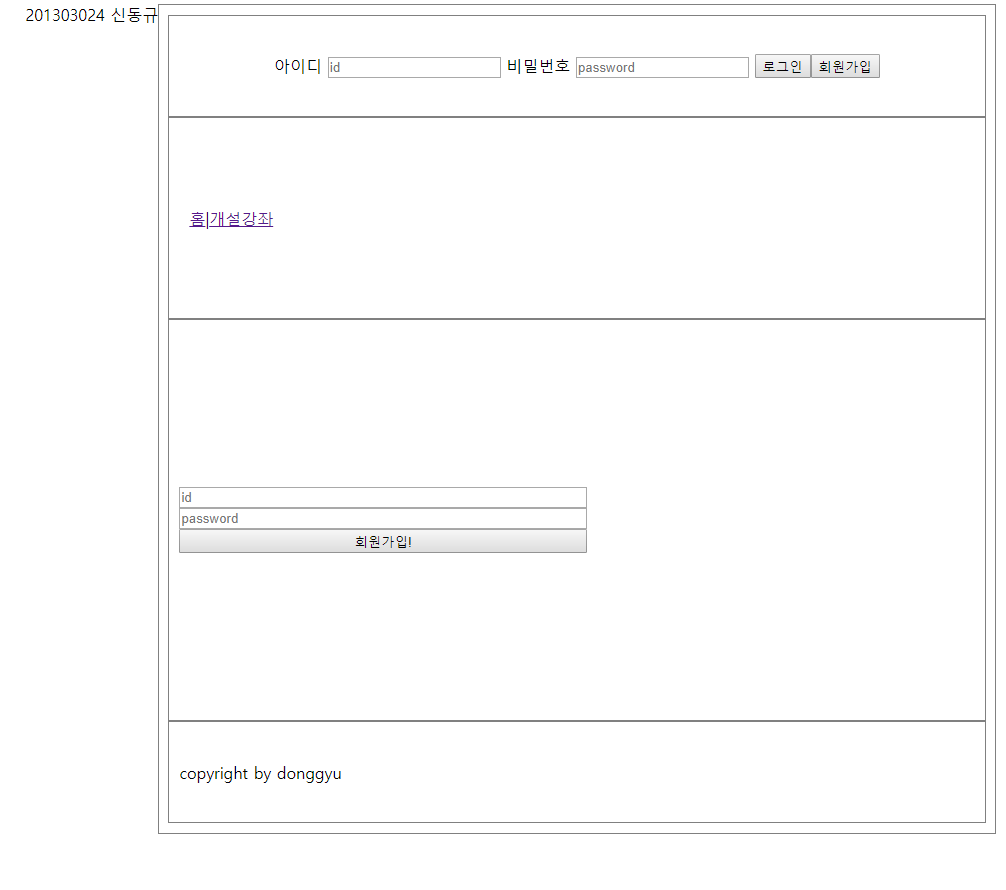 201303024 신동규
아이디 id 비밀번호 password 로그인 회원가입
홈|개설강좌
id
password
회원가입!
copyright by donggyu